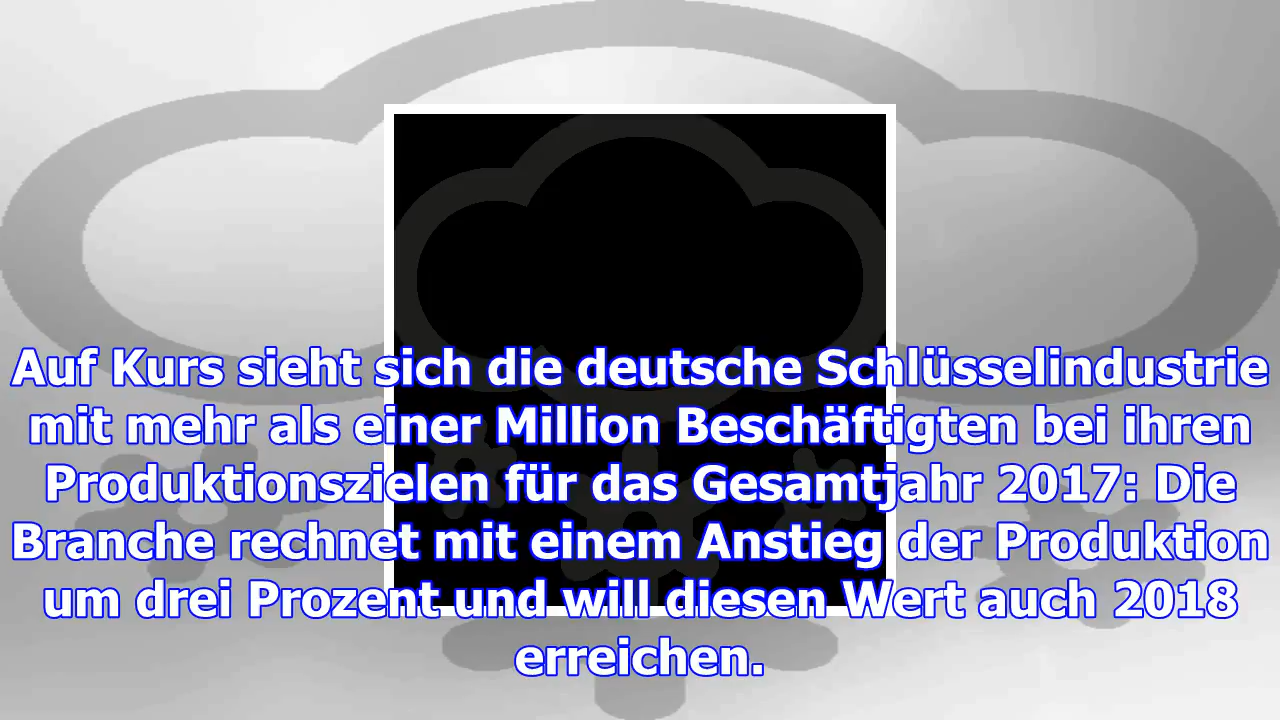 Auf Kurs sieht sich die deutsche Schlüsselindustrie
mit mehr als einer Million Beschäftigten bei ihren
Produktionszielen für das Gesamtjahr 2017: Die
Branche rechnet mit einem Anstieg der Produktion
um drei Prozent und will diesen Wert auch 2018
erreichen.